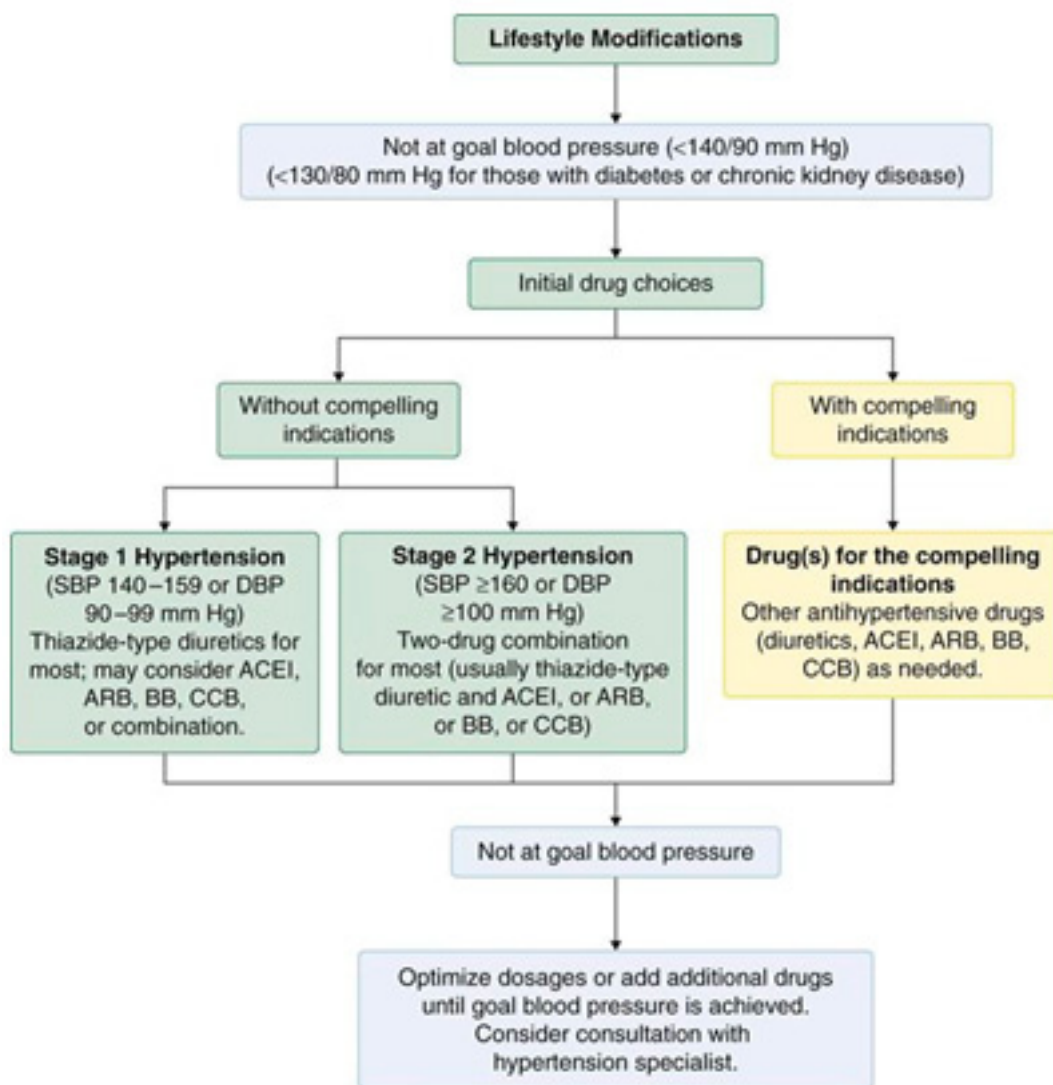 Lifestyle Modifications
Not at goal blood pressure (<140/90 mm Hg)
(<130/80 mm Hg for those with diabetes or chronic kidney disease)
Initial drug choices
Without compelling
indications
With compelling
indications
Stage 1 Hypertension
(SBP 140–159 or DBP
90–99 mm Hg)
Thiazide-type diuretics for
most; may consider ACEI,
ARB, BB, CCB,
or combination.
Stage 2 Hypertension
(SBP ≥160 or DBP
≥100 mm Hg)
Two-drug combination
for most (usually thiazide-type
diuretic and ACEI, or ARB,
or BB, or CCB)
Drug(s) for the compelling
indications
Other antihypertensive drugs
(diuretics, ACEI, ARB, BB,
CCB) as needed.
Not at goal blood pressure
Optimize dosages or add additional drugs
until goal blood pressure is achieved.
Consider consultation with
hypertension specialist.